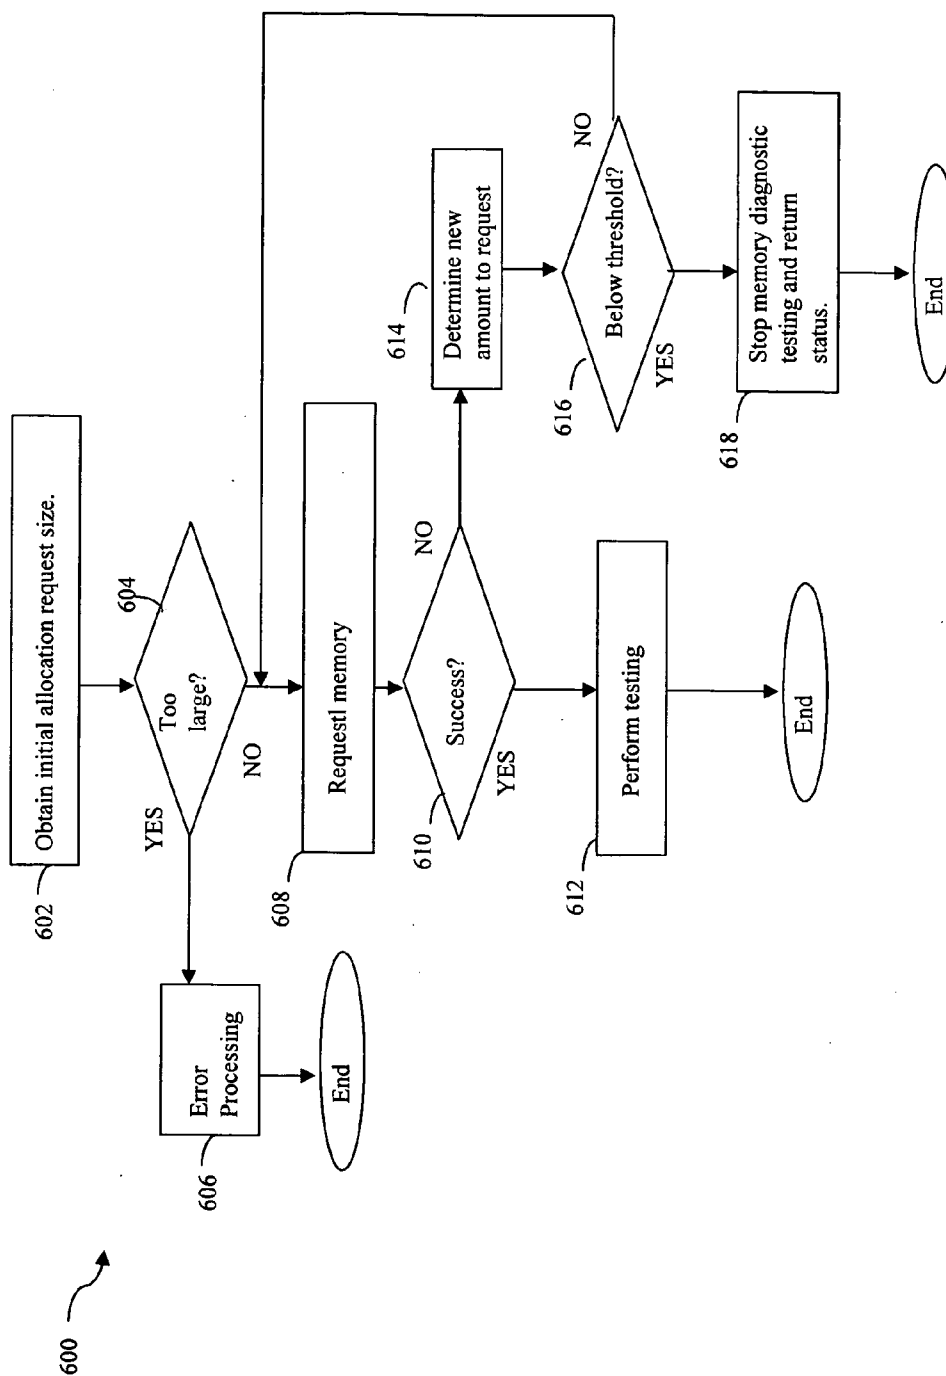 600
602
Obtain initial allocation request size.
604
Too
large?
YES
NO
606
Error
Processing
End
608
Requestl memory
610
Success?
NO
YES
612
Perform testing
End
614
Determine new
amount to request
616
Below threshold?
NO
YES
618
Stop memory diagnostic
testing and return
status.
End